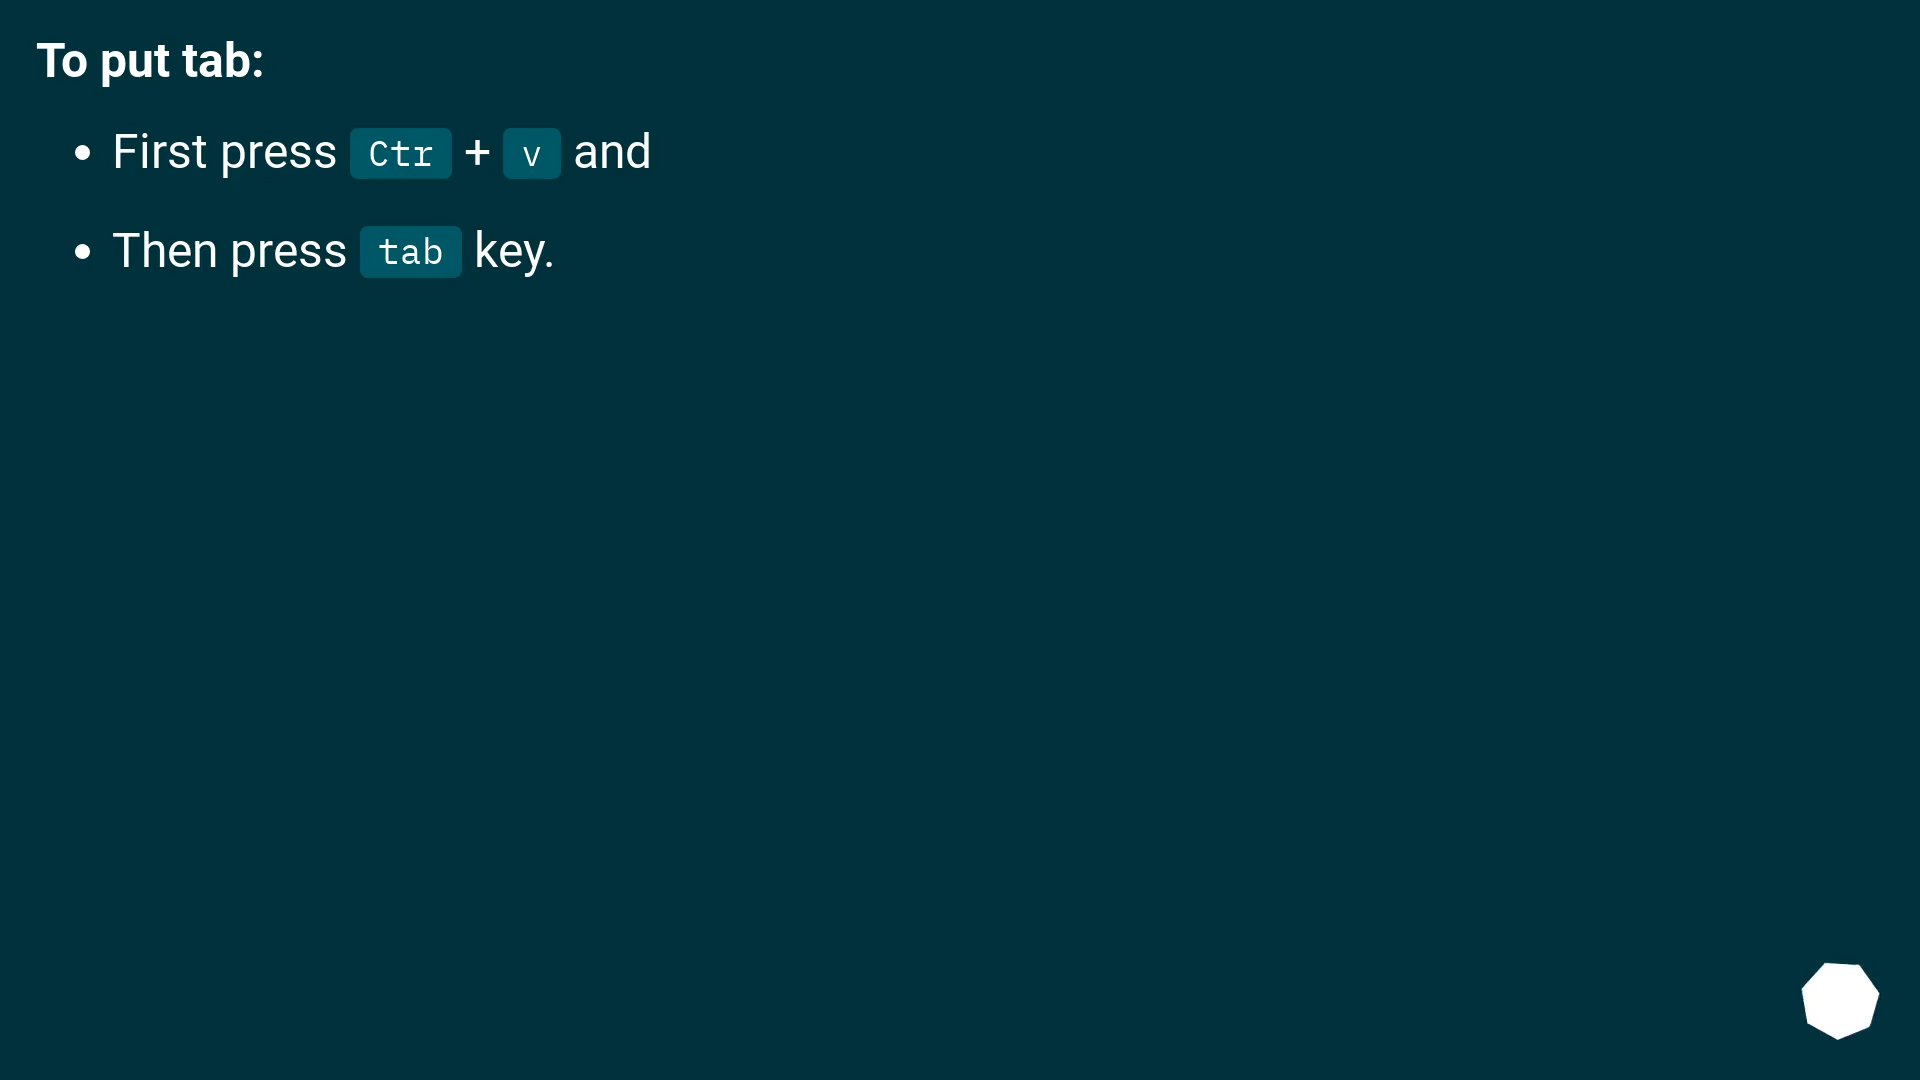 To put tab:
First press Ctr + v and
Then press tab key.